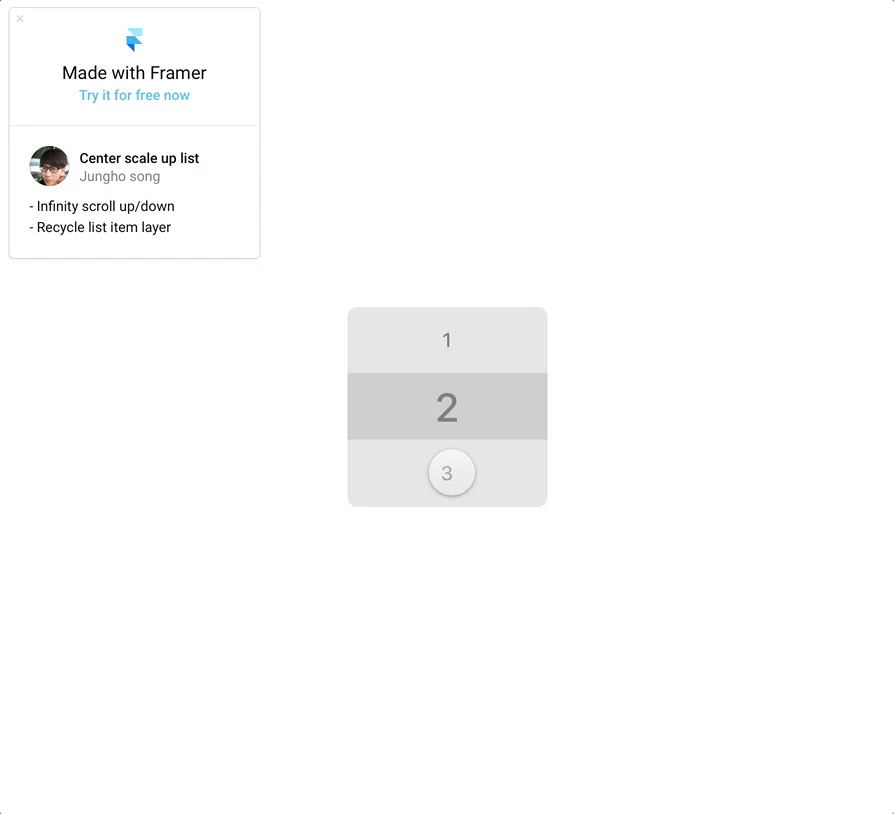 Made with Framer
Try it for free now
Center scale up list
Jungho song
- Infinity scroll up/down
- Recycle list item layer
1
2
3